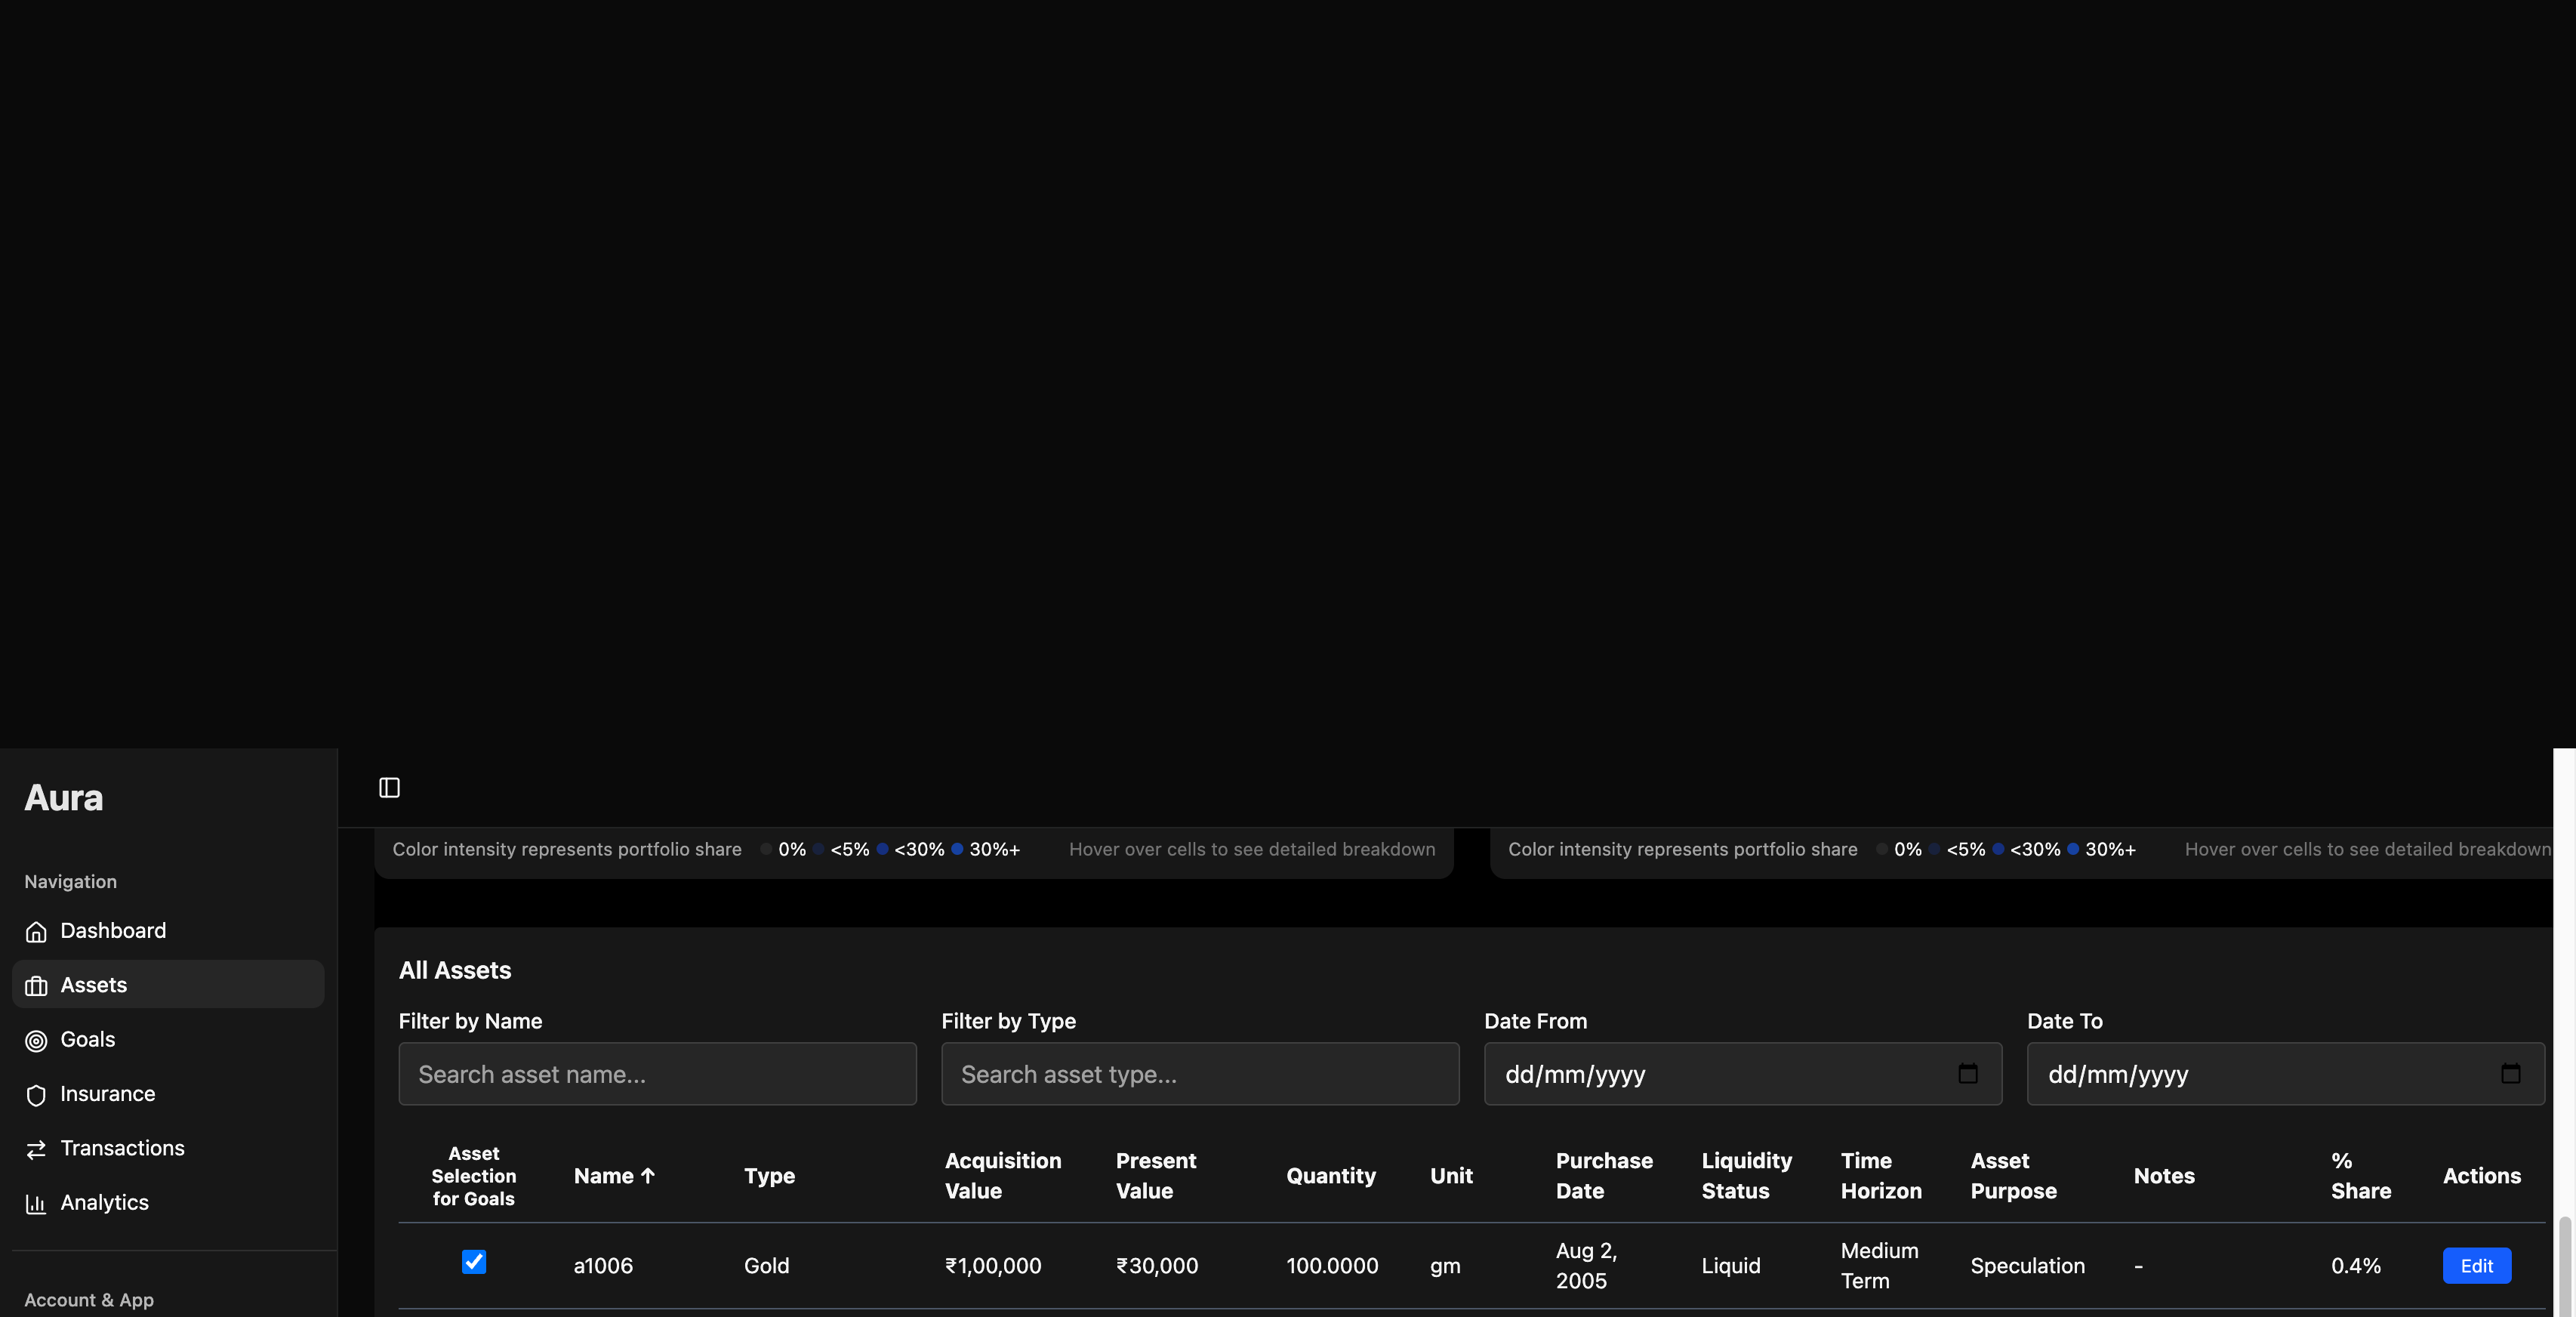 Aura
Navigation
Dashboard
Assets
Goals
Insurance
Transactions
Analytics
Account & App
Color intensity represents portfolio share 0% <5% <30% 30%+ Hover over cells to see detailed breakdown
Color intensity represents portfolio share 0% <5% <30% 30%+ Hover over cells to see detailed breakdown
All Assets
Filter by Name
Search asset name...
Filter by Type
Search asset type...
Date From
dd/mm/yyyy
Date To
dd/mm/yyyy
Asset
Selection
for Goals
Name ↑
Type
Acquisition
Value
Present
Value
Quantity
Unit
Purchase
Date
Liquidity
Status
Time
Horizon
Asset
Purpose
Notes
%
Share
Actions
a1006
Gold
₹1,00,000
₹30,000
100.0000
gm
Aug 2,
2005
Liquid
Medium
Term
Speculation
-
0.4%
Edit